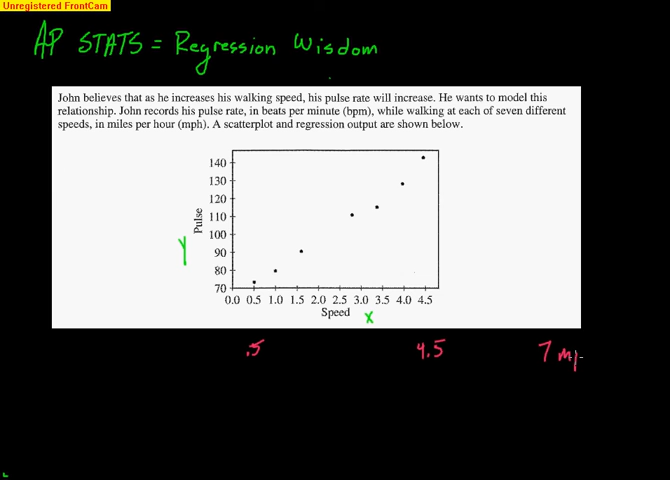 Unregistered FrontCam
AP STATS = Regression Wisdom
John believes that as he increases his walking speed, his pulse rate will increase. He wants to model this
relationship. John records his pulse rate, in beats per minute (bpm), while walking at each of seven different
speeds, in miles per hour (mph). A scatterplot and regression output are shown below.
140
130
120
110
100
90
80
70
Pulse
Y
0.0 0.5 1.0 1.5 2.0 2.5 3.0 3.5 4.0 4.5
Speed X
.5 4.5 7 mp